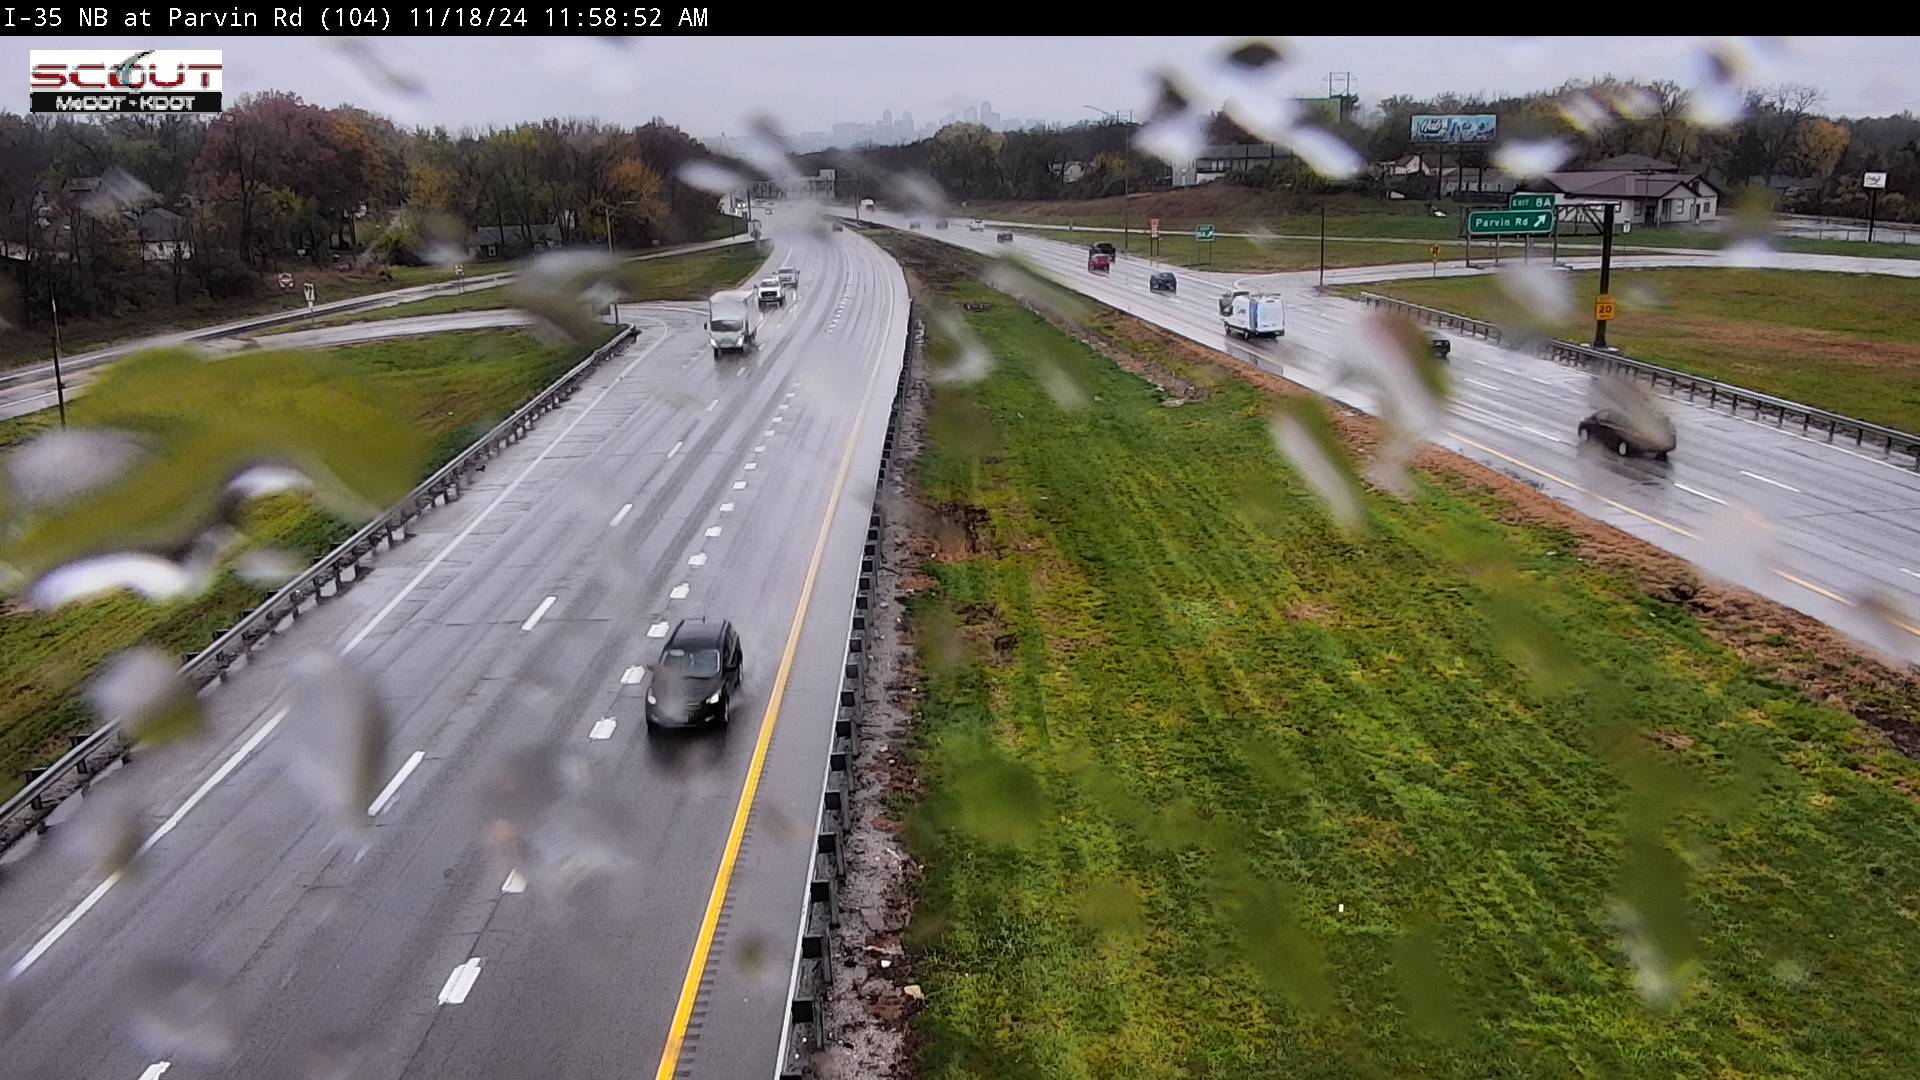 I-35 NB at Parvin Rd (104) 11/18/24 11:58:52 AM
SCOUT
MoDOT - KDOT
EXIT 8A
Parvin Rd
20